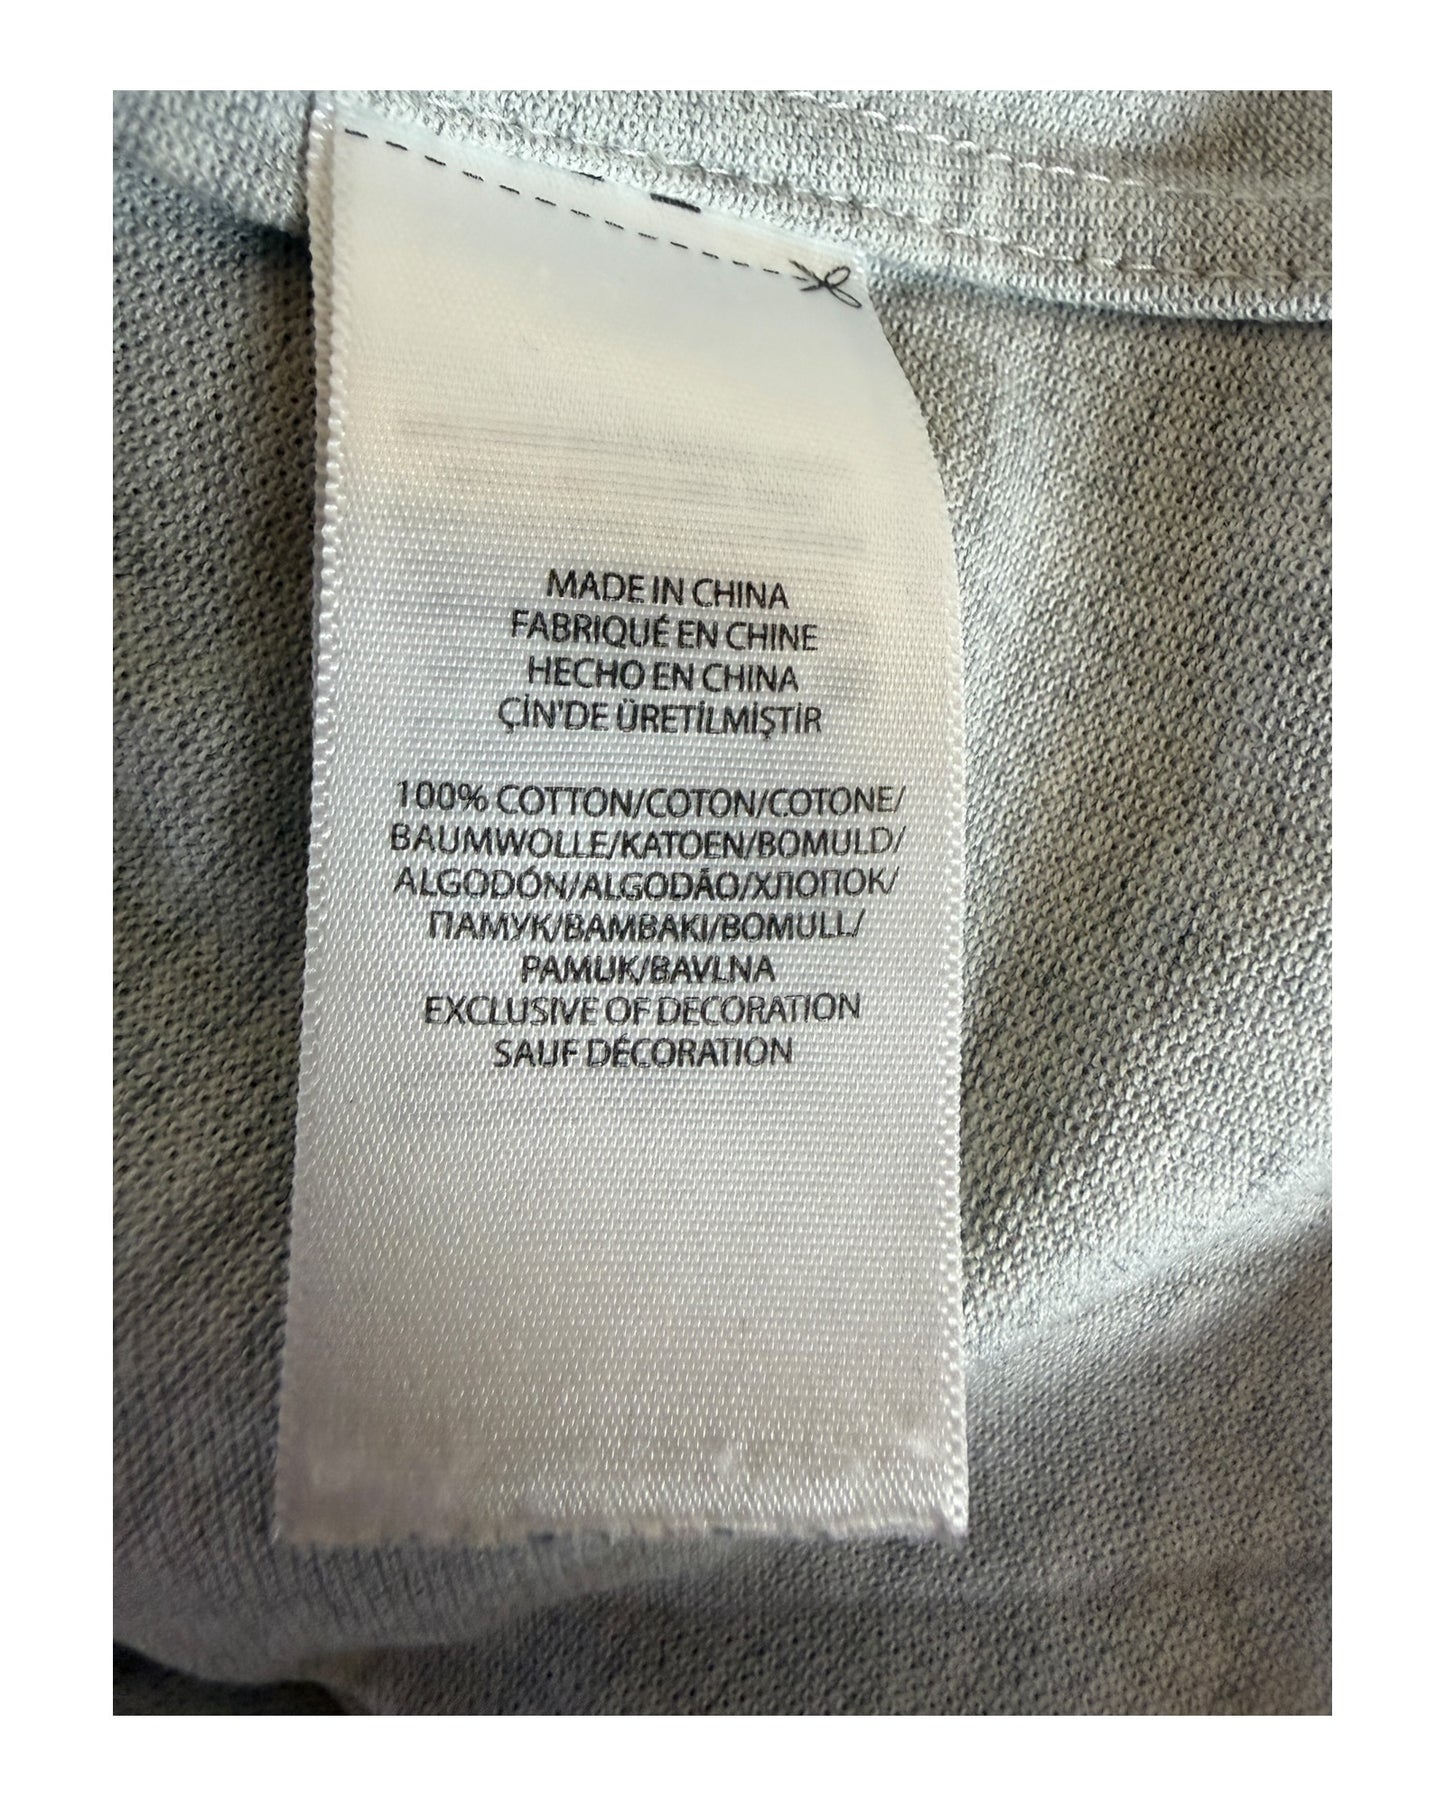 MADE IN CHINA
FABRIQUÉ EN CHINE
HECHO EN CHINA
ÇİN'DE ÜRETİLMİŞTİR
100% COTTON/COTON/COTONE/
BAUMWOLLE/KATOEN/BOMULD/
ALGODÓN/ALGODÃO/ХЛОПОК/
ПАМУК/ΒΑΜΒΑΚΙ/BOMULL/
PAMUK/BAVLNA
EXCLUSIVE OF DECORATION
SAUF DÉCORATION